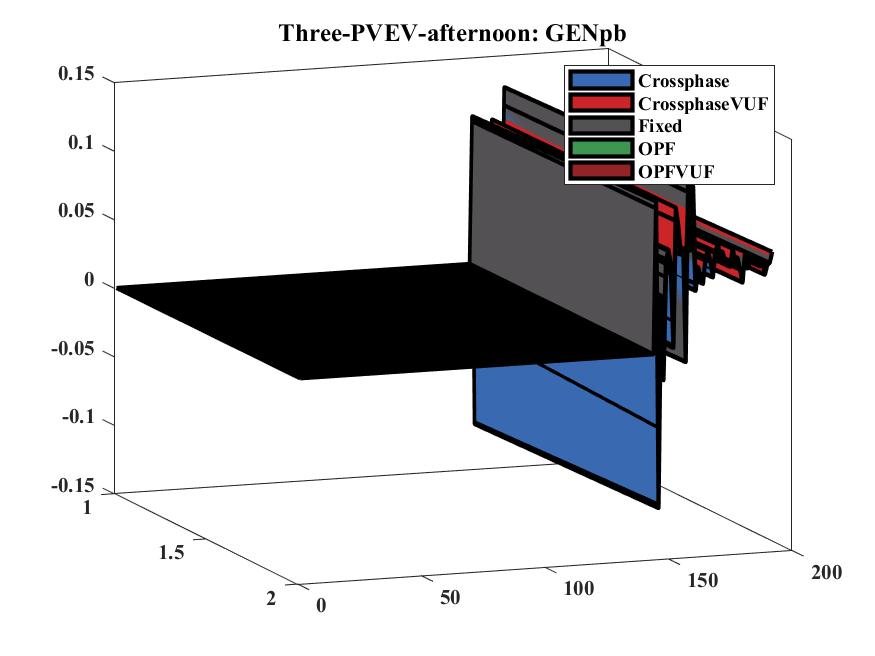 Three-PVEV-afternoon: GENpb
Crossphase
CrossphaseVUF
Fixed
OPF
OPFVUF
0.15
0.1
0.05
0
-0.05
-0.1
-0.15
1
1.5
2
0
50
100
150
200